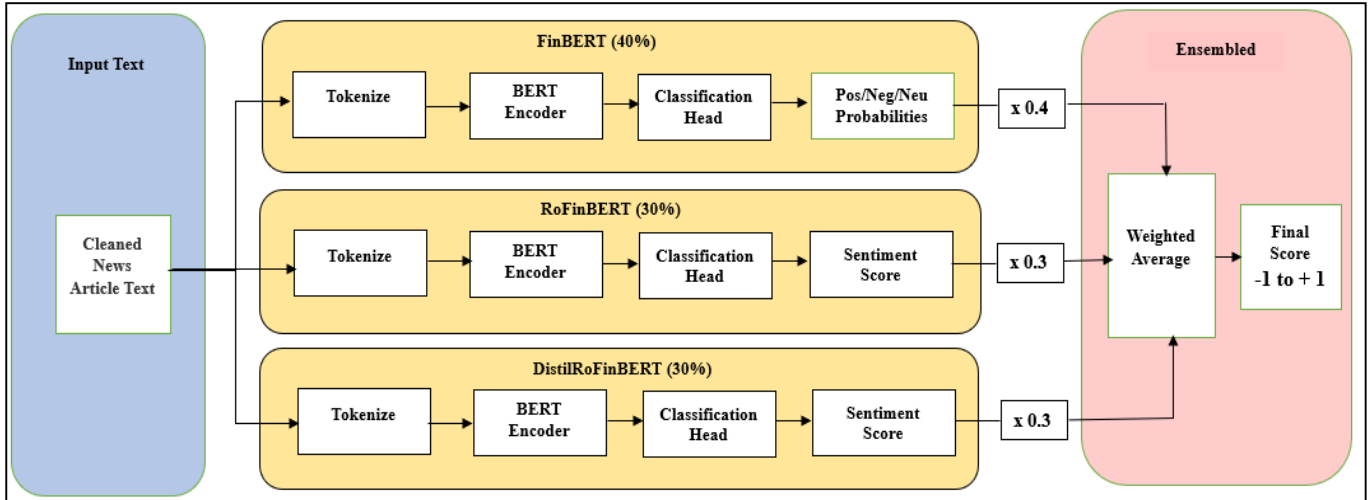 Input Text
Cleaned
News
Article Text
FinBERT (40%)
Tokenize
BERT
Encoder
Classification
Head
Pos/Neg/Neu
Probabilities
x 0.4
RoFinBERT (30%)
Tokenize
BERT
Encoder
Classification
Head
Sentiment
Score
x 0.3
DistilRoFinBERT (30%)
Tokenize
BERT
Encoder
Classification
Head
Sentiment
Score
x 0.3
Ensembled
Weighted
Average
Final
Score
-1 to + 1